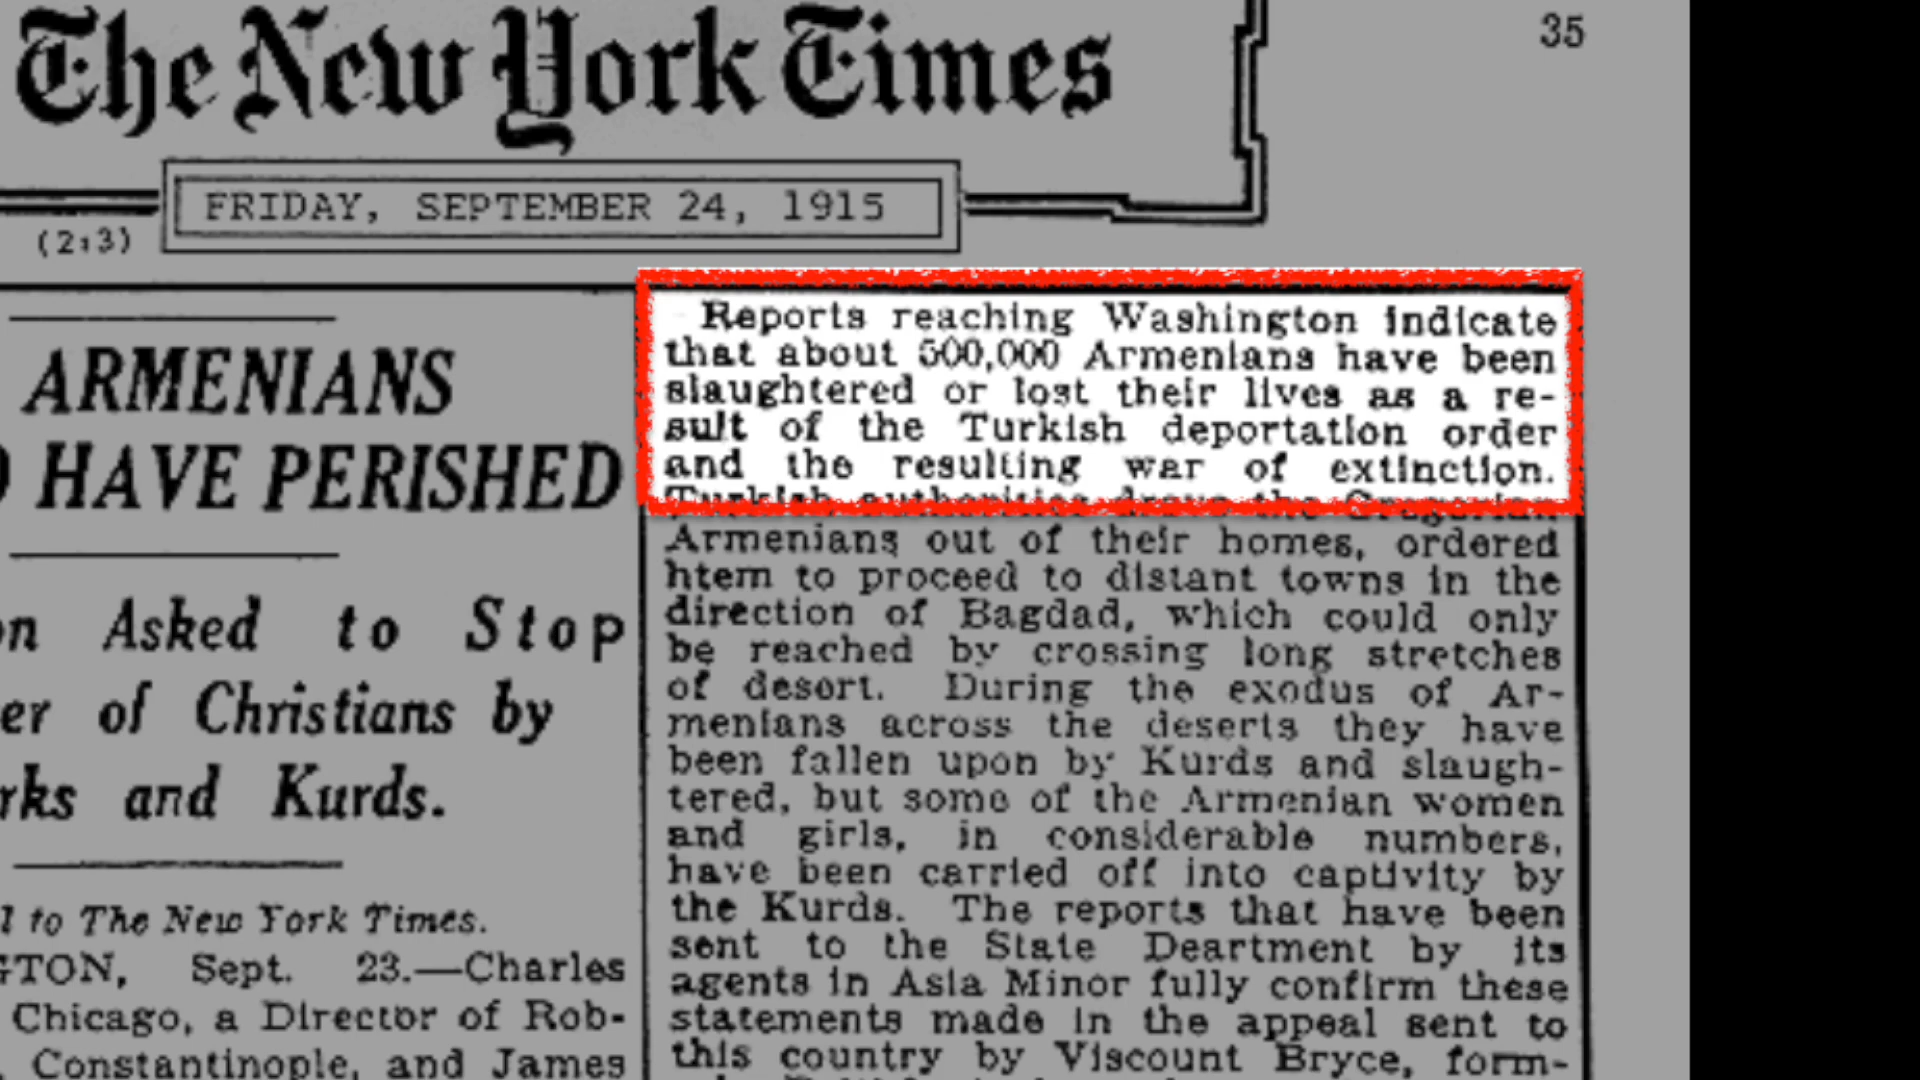 The New York Times
35
FRIDAY, SEPTEMBER 24, 1915
(2:3)
ARMENIANS
HAVE PERISHED
Asked to Stop
of Christians by
and Kurds.
to The New York Times.
Sept. 23.—Charles
Chicago, a Director of Rob-
Constantinople, and James
Reports reaching Washington indicate
that about 500,000 Armenians have been
slaughtered or lost their lives as a re-
sult of the Turkish deportation order
and the resulting war of extinction.
Turkish authorities drove the Gregorian
Armenians out of their homes, ordered
htem to proceed to distant towns in the
direction of Bagdad, which could only
be reached by crossing long stretches
of desert. During the exodus of Ar-
menians across the deserts they have
been fallen upon by Kurds and slaugh-
tered, but some of the Armenian women
and girls, in considerable numbers,
have been carried off into captivity by
the Kurds. The reports that have been
sent to the State Deartment by its
agents in Asia Minor fully confirm these
statements made in the appeal sent to
this country by Viscount Bryce, form-